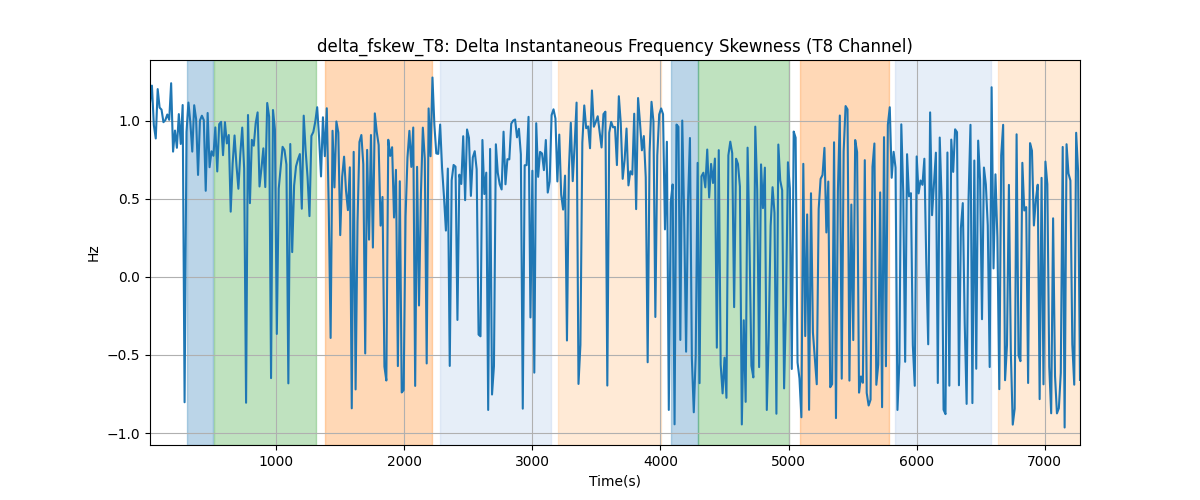 delta_fskew_T8: Delta Instantaneous Frequency Skewness (T8 Channel)
1.0
0.5
0.0
−0.5
−1.0
Hz
1000 2000 3000 4000 5000 6000 7000
Time(s)